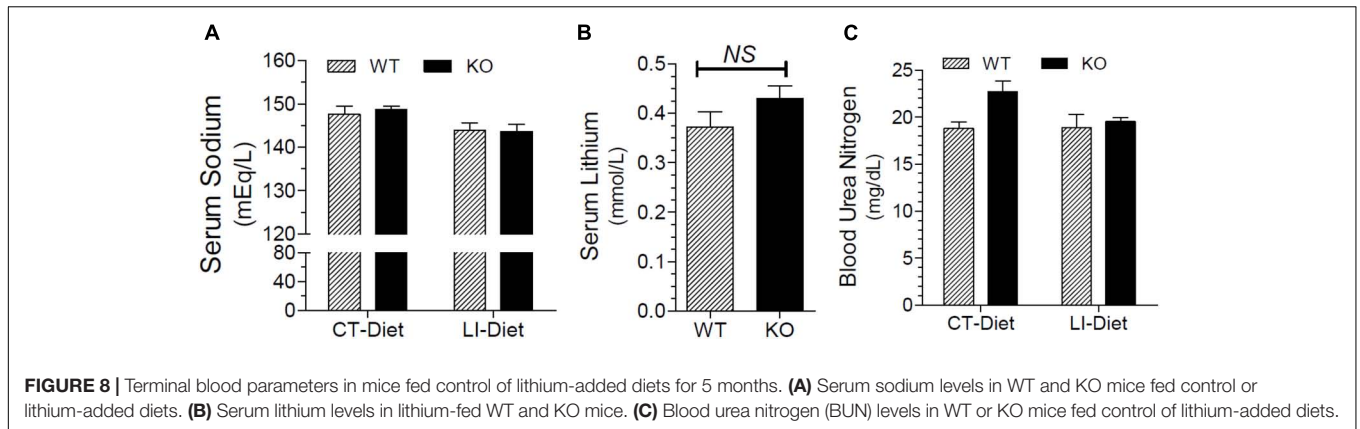 A
B
C
WT KO
NS
WT KO
Serum Sodium
(mEq/L)
160
150
140
130
120
80
40
0
CT-Diet LI-Diet
Serum Lithium
(mmol/L)
0.5
0.4
0.3
0.2
0.1
0.0
WT KO
Blood Urea Nitrogen
(mg/dL)
25
20
15
10
5
0
CT-Diet LI-Diet
FIGURE 8 | Terminal blood parameters in mice fed control of lithium-added diets for 5 months. (A) Serum sodium levels in WT and KO mice fed control or
lithium-added diets. (B) Serum lithium levels in lithium-fed WT and KO mice. (C) Blood urea nitrogen (BUN) levels in WT or KO mice fed control of lithium-added diets.